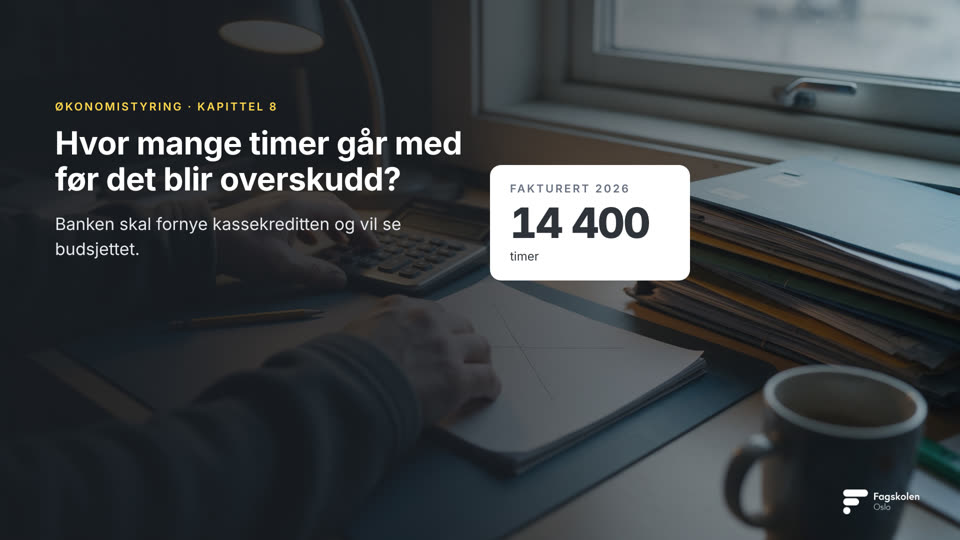 ØKONOMISTYRING · KAPITTEL 8
Hvor mange timer går med
før det blir overskudd?
Banken skal fornye kassekreditten og vil se
budsjettet.
FAKTURERT 2026
14 400
timer
Fagskolen
Oslo